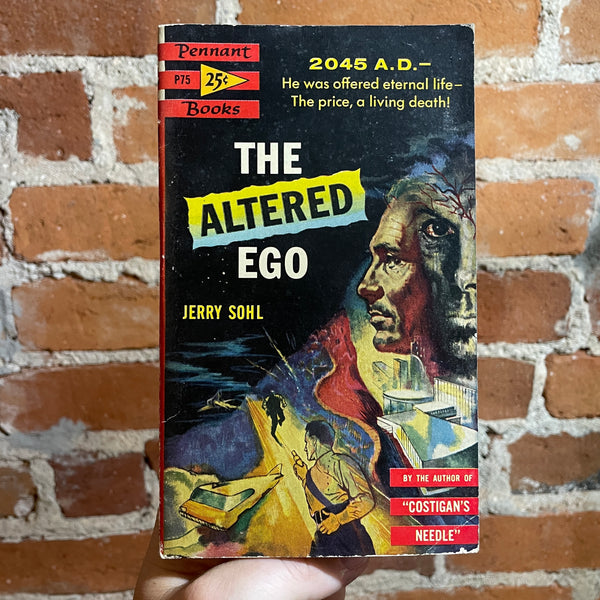 Pennant
P75 25¢
Books
2045 A.D.—
He was offered eternal life—
The price, a living death!
THE
ALTERED
EGO
JERRY SOHL
BY THE AUTHOR OF
"COSTIGAN'S
NEEDLE"